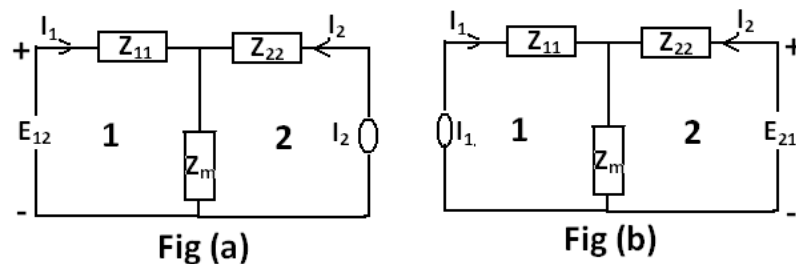 I1 Z11 Z22 I2
+
E12 1 2 I2
Zm
-
Fig (a)
I1 Z11 Z22 I2
+
I1. 1 2 E21
Zm
-
Fig (b)